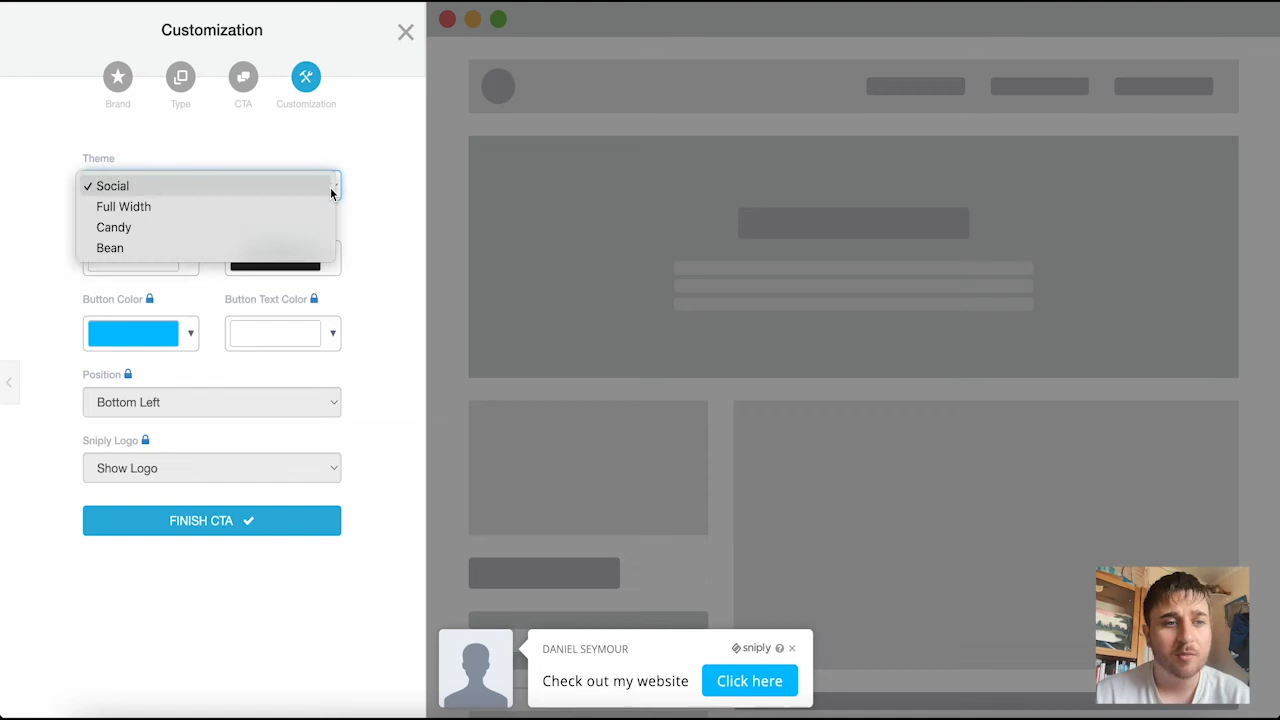 Customization
Brand
Type
CTA
Customization
Theme
Social
Full Width
Candy
Bean
Button Color
Button Text Color
Position
Bottom Left
Sniply Logo
Show Logo
FINISH CTA
DANIEL SEYMOUR
sniply
Check out my website
Click here